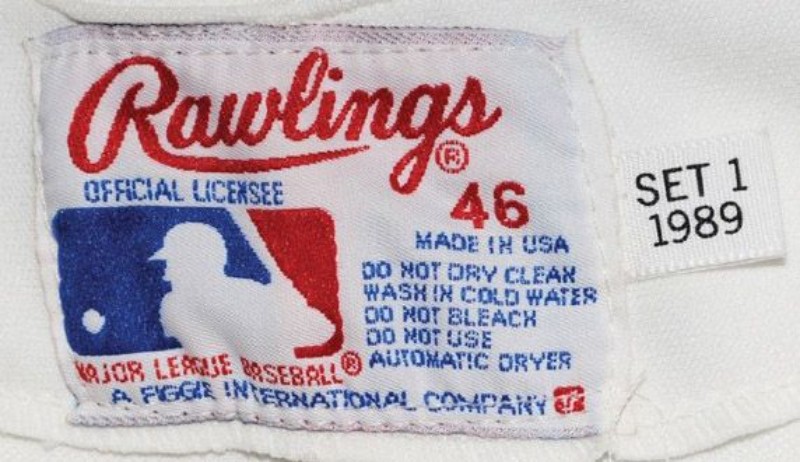 Rawlings®
OFFICIAL LICENSEE
46
MADE IN USA
DO NOT DRY CLEAN
WASH IN COLD WATER
DO NOT BLEACH
DO NOT USE
AUTOMATIC DRYER
MAJOR LEAGUE BASEBALL®
A FIGGIE INTERNATIONAL COMPANY
SET 1
1989